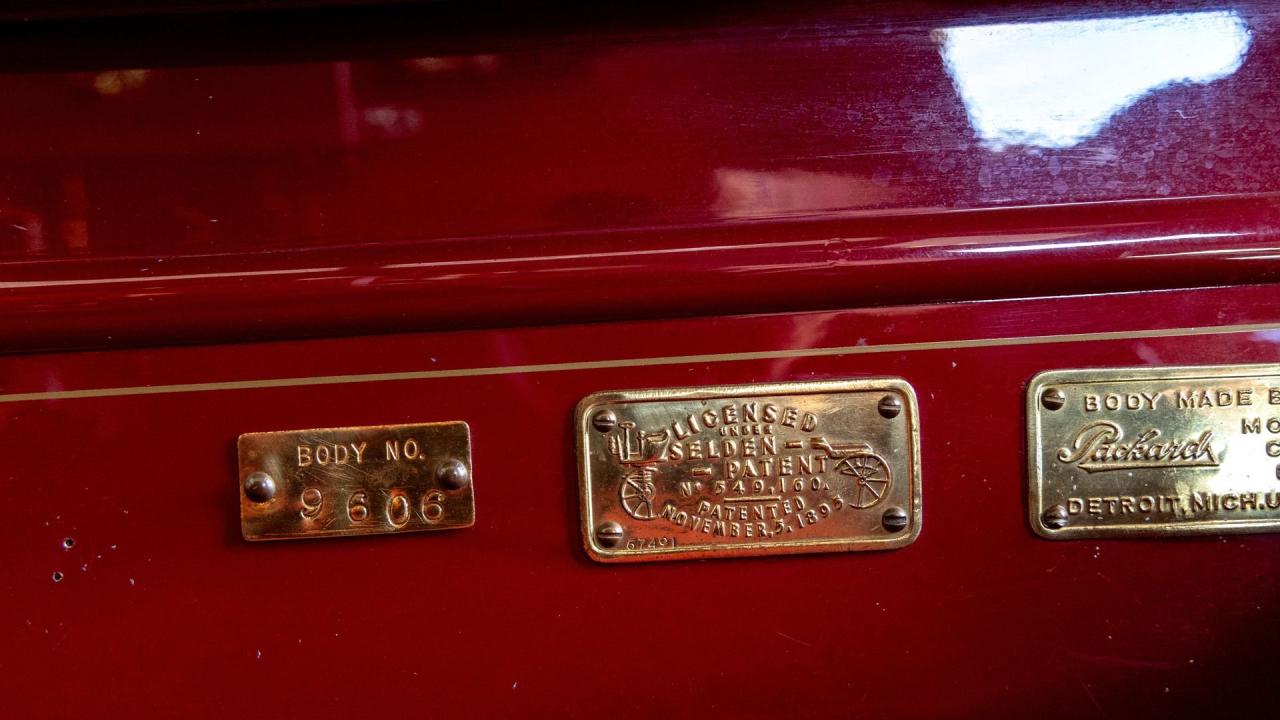 BODY NO.
9606
LICENSED
UNDER
SELDEN -
- PATENT
Nº 549,160.
PATENTED
NOVEMBER, 5, 1895
67491
BODY MADE
Packard
DETROIT, MICH. U